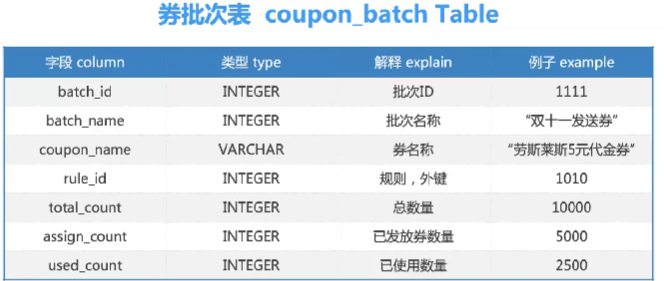 券批次表 coupon_batch Table
字段 column 类型 type 解释 explain 例子 example
batch_id INTEGER 批次ID 1111
batch_name INTEGER 批次名称 “双十一发送券”
coupon_name VARCHAR 券名称 “劳斯莱斯5元代金券”
rule_id INTEGER 规则，外键 1010
total_count INTEGER 总数量 10000
assign_count INTEGER 已发放券数量 5000
used_count INTEGER 已使用数量 2500